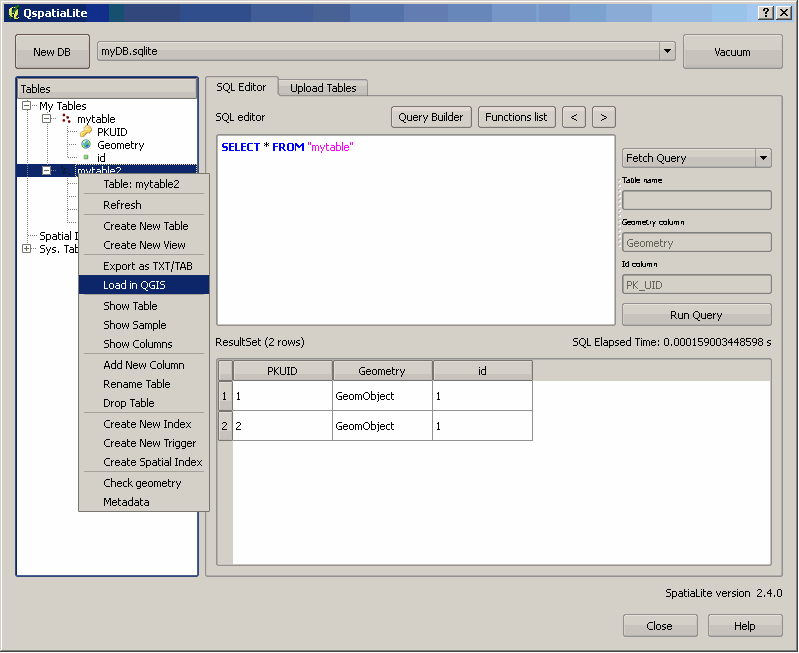 QspatiaLite
New DB
myDB.sqlite
Vacuum
Tables
My Tables
mytable
PKUID
Geometry
id
mytable2
Sys. Tab
Table: mytable2
Refresh
Create New Table
Create New View
Export as TXT/TAB
Load in QGIS
Show Table
Show Sample
Show Columns
Add New Column
Rename Table
Drop Table
Create New Index
Create New Trigger
Create Spatial Index
Check geometry
Metadata
SQL Editor
Upload Tables
SQL editor
Query Builder
Functions list
<
>
SELECT * FROM "mytable"
Fetch Query
Table name
Geometry column
Geometry
Id column
PK_UID
Run Query
ResultSet (2 rows)
SQL Elapsed Time: 0.000159003448598 s
PKUID Geometry id
1 1 GeomObject 1
2 2 GeomObject 1
SpatiaLite version 2.4.0
Close
Help